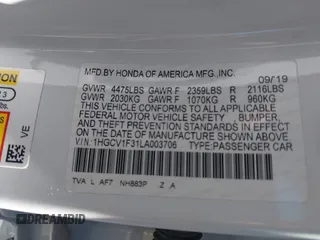 MFD.BY HONDA OF AMERICA MFG.,INC. 09/19
GVWR 4475LBS GAWR F 2359LBS R 2116LBS
GVWR 2030KG GAWR F 1070KG R 960KG
THIS VEHICLE CONFORMS TO ALL APPLICABLE
FEDERAL MOTOR VEHICLE SAFETY, BUMPER,
AND THEFT PREVENTION STANDARDS IN EFFECT
ON THE DATE OF MANUFACTURE SHOWN ABOVE.
V.I.N: 1HGCV1F31LA003706 TYPE:PASSENGER CAR
TVA L AF7 NH883P Z A
VE
DREAMBID